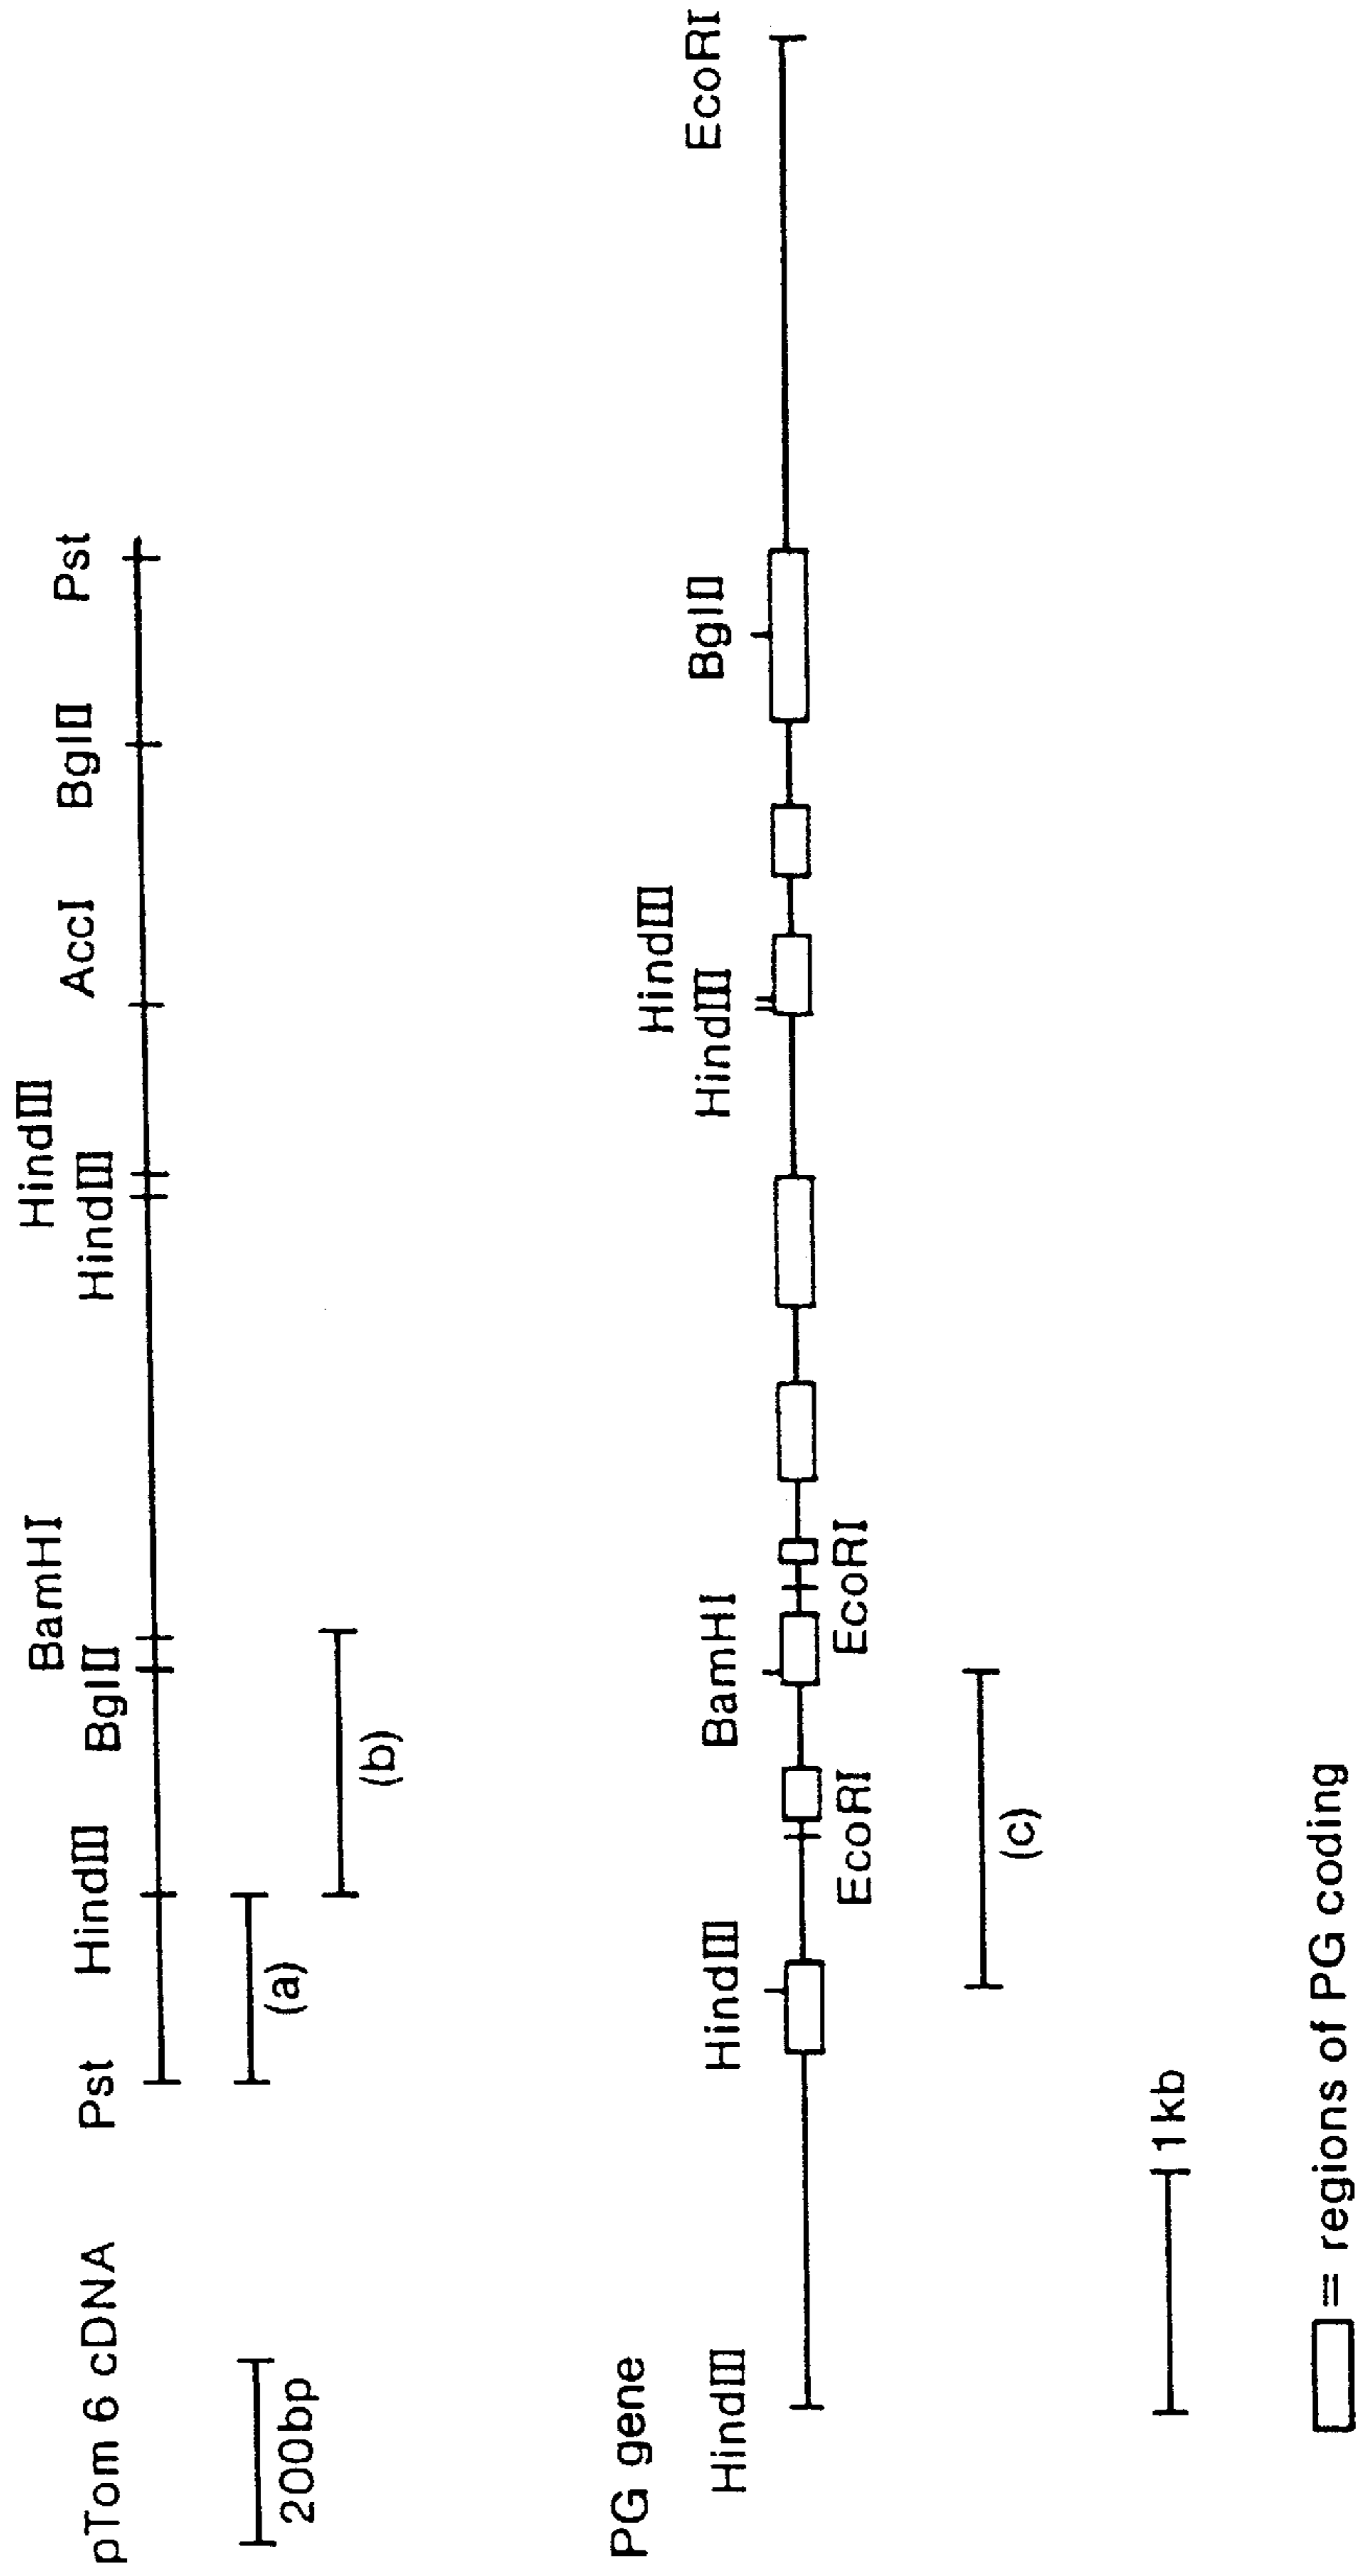 pTom 6 cDNA
Pst
HindIII
BglII
BamHI
HindIII
HindIII
AccI
BglII
Pst
200bp
(a)
(b)
PG gene
HindIII
HindIII
EcoRI
BamHI
EcoRI
HindIII
HindIII
BglII
EcoRI
(c)
1kb
= regions of PG coding